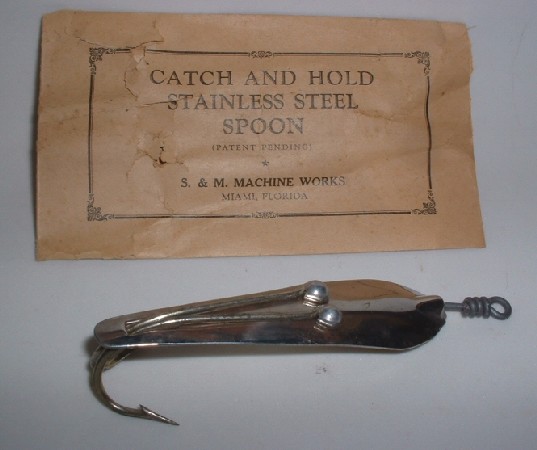 CATCH AND HOLD
STAINLESS STEEL
SPOON
(PATENT PENDING)
S. & M. MACHINE WORKS
MIAMI, FLORIDA